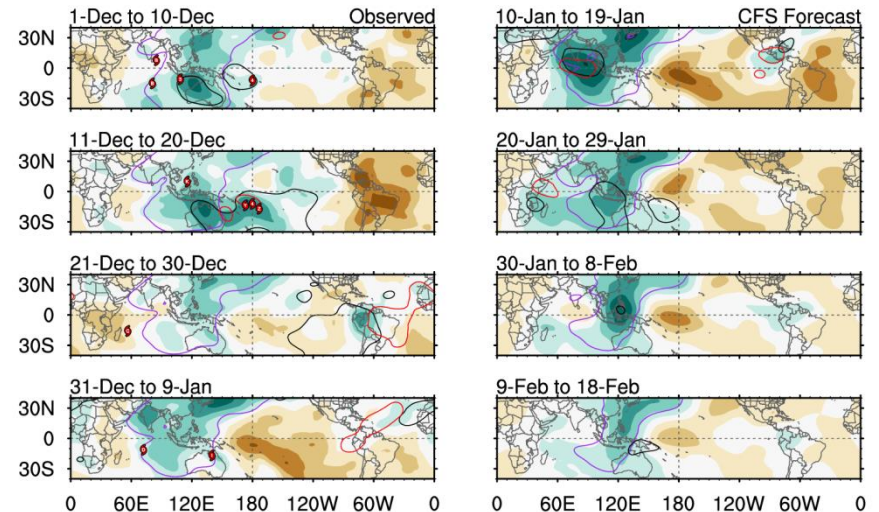 1-Dec to 10-Dec Observed
30N
0
30S
11-Dec to 20-Dec
30N
0
30S
21-Dec to 30-Dec
30N
0
30S
31-Dec to 9-Jan
30N
0
30S
0 60E 120E 180 120W 60W 0
10-Jan to 19-Jan CFS Forecast
20-Jan to 29-Jan
30-Jan to 8-Feb
9-Feb to 18-Feb
0 60E 120E 180 120W 60W 0